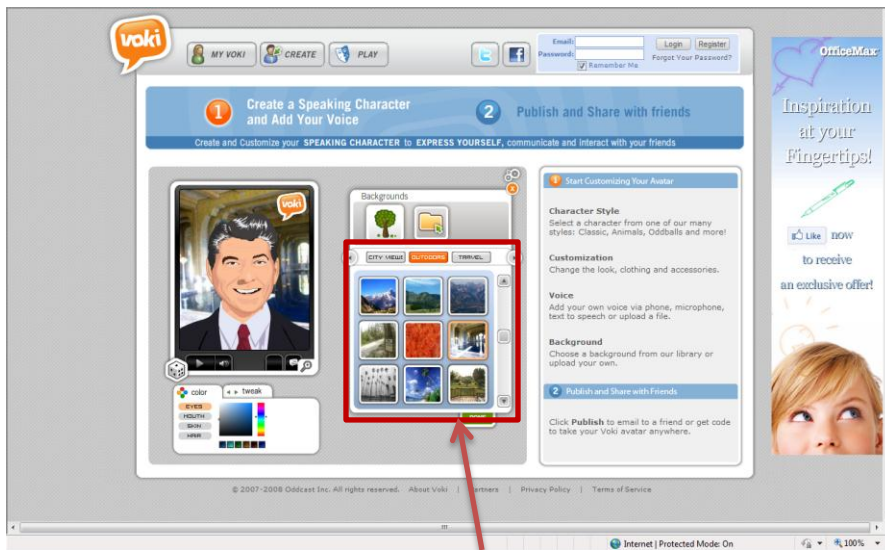 voki
MY VOKI
CREATE
PLAY
Email:
Login
Register
Password:
Forgot Your Password?
Remember Me
1
Create a Speaking Character
and Add Your Voice
2
Publish and Share with friends
Create and Customize your SPEAKING CHARACTER to EXPRESS YOURSELF, communicate and interact with your friends
voki
Backgrounds
x
CITY VIEWS
OUTDOORS
TRAVEL
color
tweak
EYES
MOUTH
SKIN
HAIR
1 Start Customizing Your Avatar
Character Style
Select a character from one of our many
styles: Classic, Animals, Oddballs and more!
Customization
Change the look, clothing and accessories.
Voice
Add your own voice via phone, microphone,
text to speech or upload a file.
Background
Choose a background from our library or
upload your own.
2 Publish and Share with Friends
Click Publish to email to a friend or get code
to take your Voki avatar anywhere.
OfficeMax
Inspiration
at your
Fingertips!
Like now
to receive
an exclusive offer!
© 2007-2008 Oddcast Inc. All rights reserved. About Voki | Partners | Privacy Policy | Terms of Service
Internet | Protected Mode: On
100%